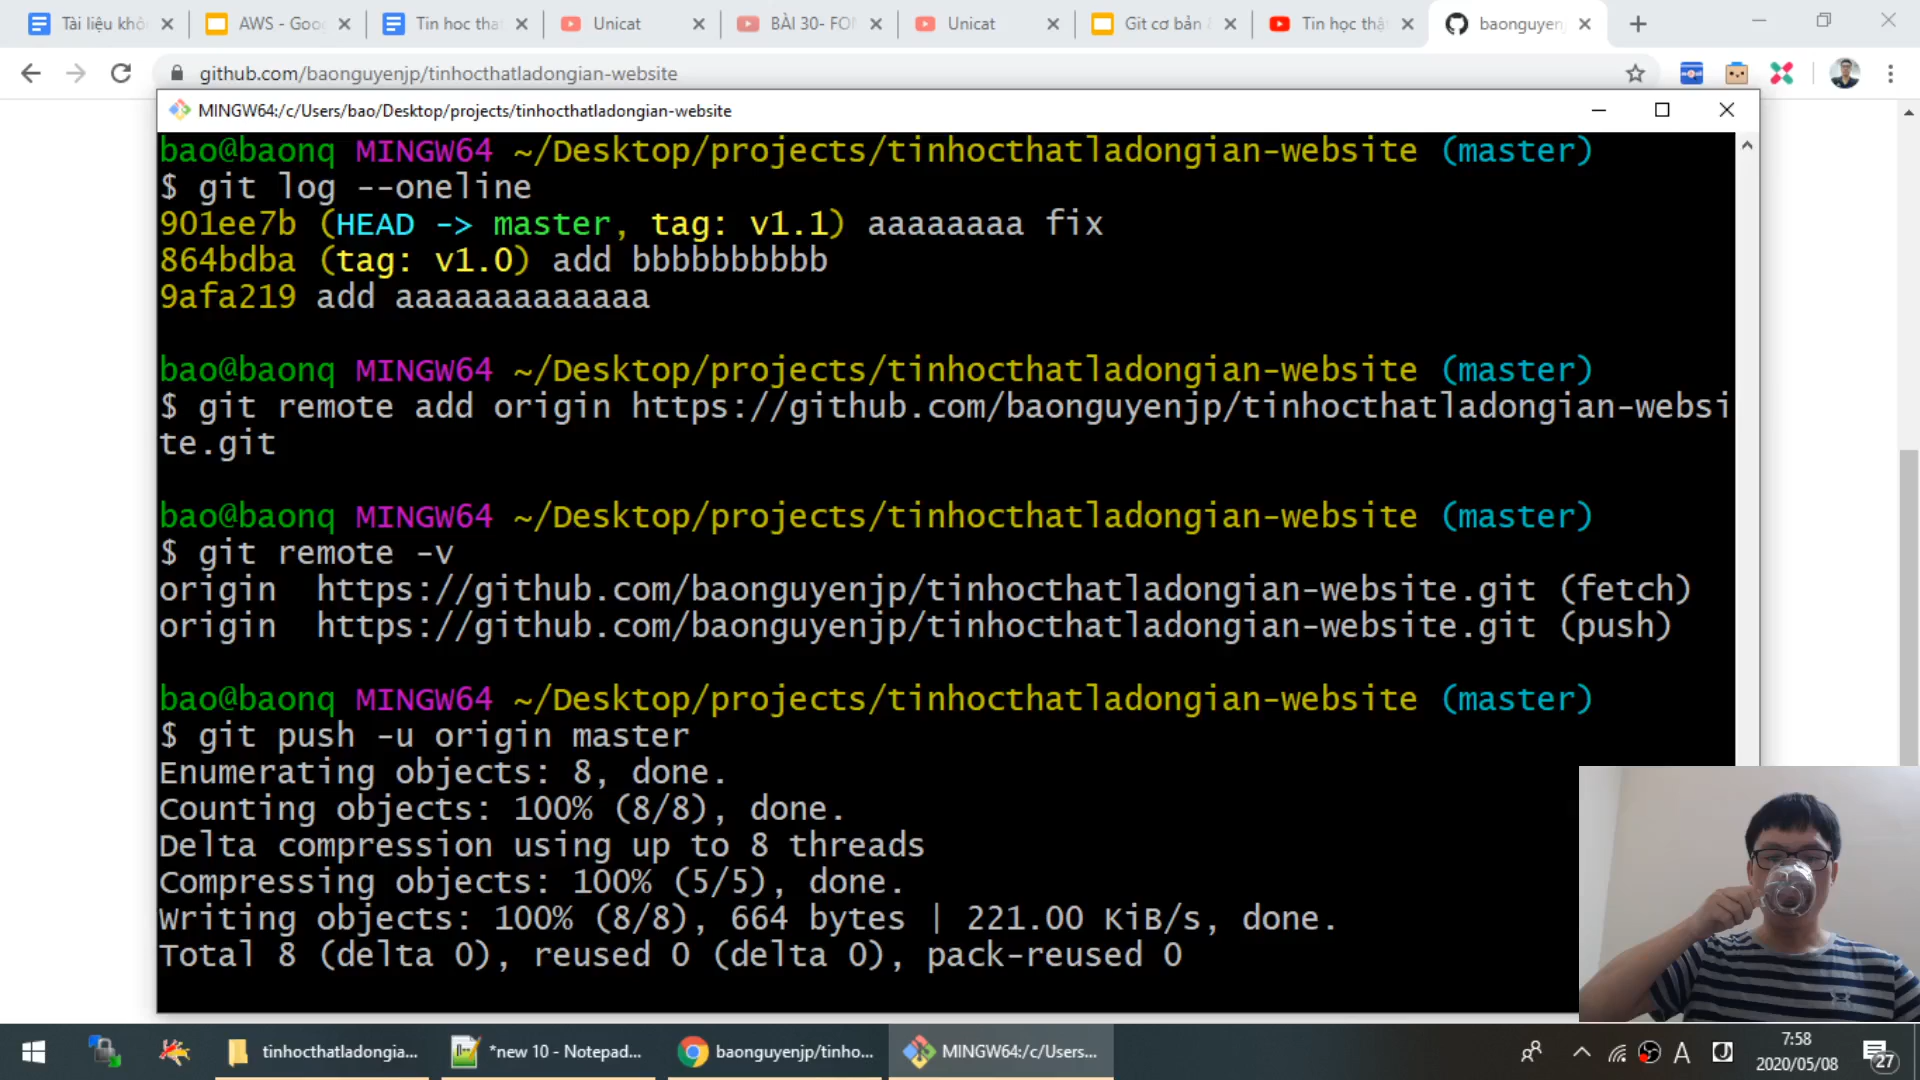 Tài liệu khô
AWS - Goo
Tin hoc tha
Unicat
BÀI 30- FO
Unicat
Git cơ bản
Tin học thậ
baonguyen
github.com/baonguyenjp/tinhocthatladongian-website
MINGW64:/c/Users/bao/Desktop/projects/tinhocthatladongian-website
bao@baonq MINGW64 ~/Desktop/projects/tinhocthatladongian-website (master)
$ git log --oneline
901ee7b (HEAD -> master, tag: v1.1) aaaaaaaa fix
864bdba (tag: v1.0) add bbbbbbbbbb
9afa219 add aaaaaaaaaaaaa
bao@baonq MINGW64 ~/Desktop/projects/tinhocthatladongian-website (master)
$ git remote add origin https://github.com/baonguyenjp/tinhocthatladongian-websi
te.git
bao@baonq MINGW64 ~/Desktop/projects/tinhocthatladongian-website (master)
$ git remote -v
origin  https://github.com/baonguyenjp/tinhocthatladongian-website.git (fetch)
origin  https://github.com/baonguyenjp/tinhocthatladongian-website.git (push)
bao@baonq MINGW64 ~/Desktop/projects/tinhocthatladongian-website (master)
$ git push -u origin master
Enumerating objects: 8, done.
Counting objects: 100% (8/8), done.
Delta compression using up to 8 threads
Compressing objects: 100% (5/5), done.
Writing objects: 100% (8/8), 664 bytes | 221.00 KiB/s, done.
Total 8 (delta 0), reused 0 (delta 0), pack-reused 0
tinhocthatladongia...
*new 10 - Notepad...
baonguyenjp/tinho...
MINGW64:/c/Users...
A
7:58
2020/05/08
27